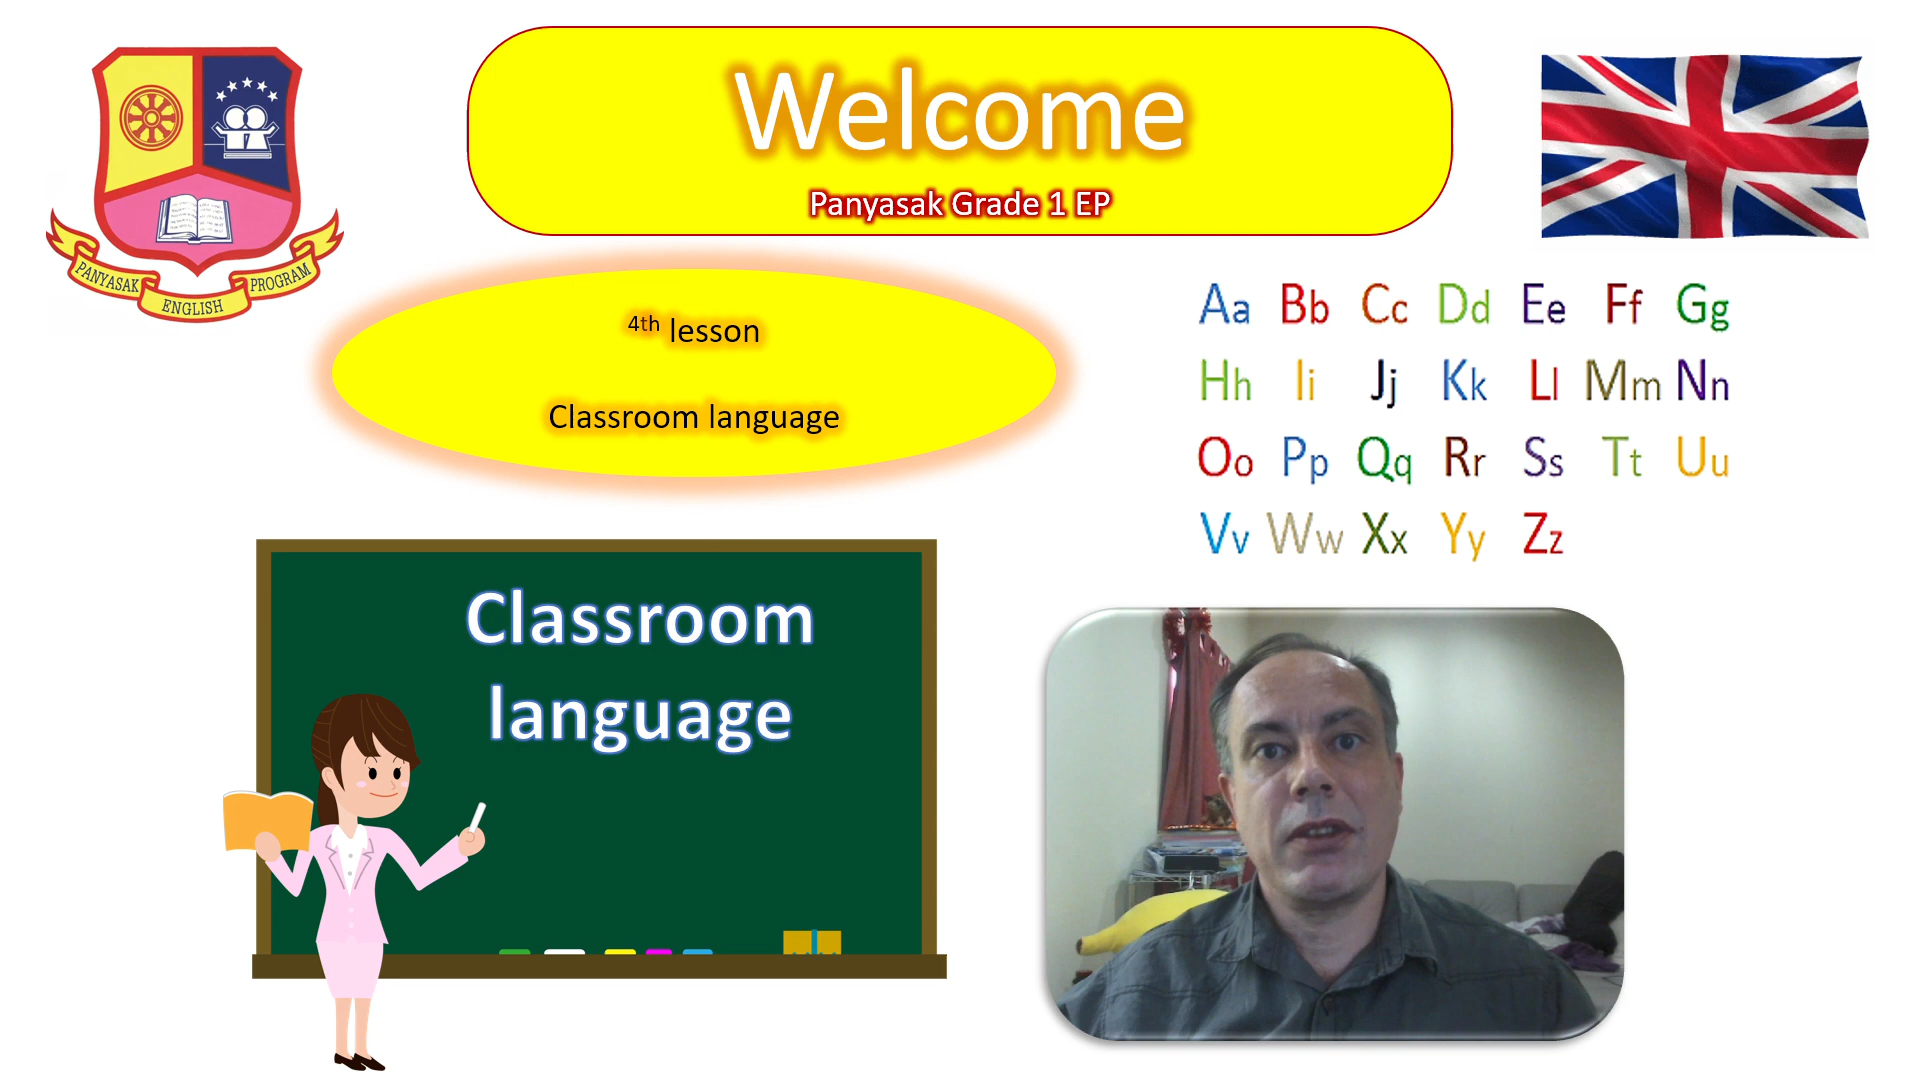 Welcome
Panyasak Grade 1 EP
PANYASAK
ENGLISH
PROGRAM
4th lesson
Classroom language
Aa Bb Cc Dd Ee Ff Gg
Hh Ii Jj Kk Ll Mm Nn
Oo Pp Qq Rr Ss Tt Uu
Vv Ww Xx Yy Zz
Classroom
language